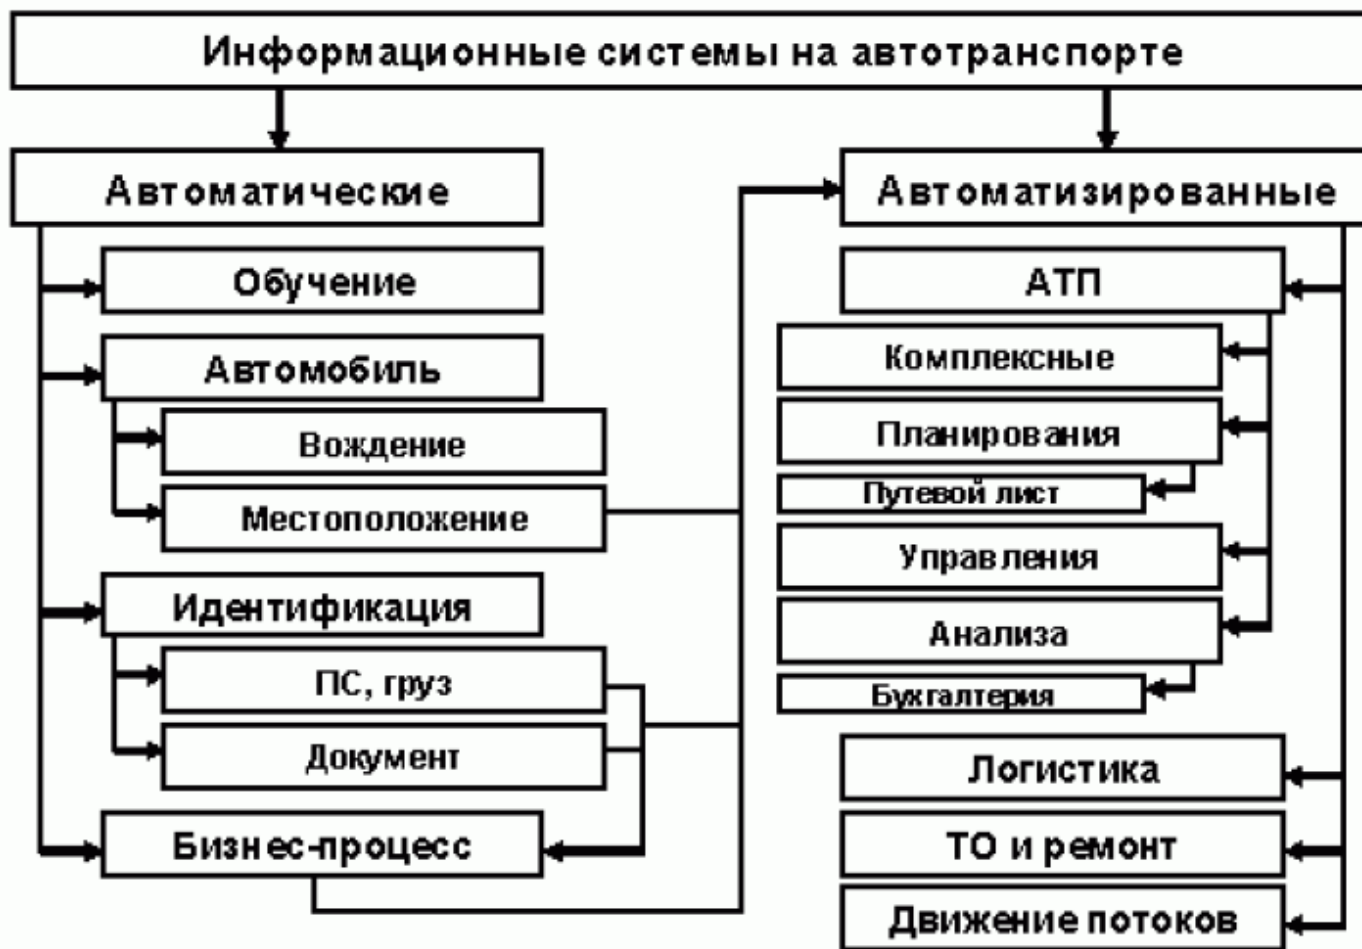 Информационные системы на автотранспорте
Автоматические
Обучение
Автомобиль
Вождение
Местоположение
Идентификация
ПС, груз
Документ
Бизнес-процесс
Автоматизированные
АТП
Комплексные
Планирования
Путевой лист
Управления
Анализа
Бухгалтерия
Логистика
ТО и ремонт
Движение потоков